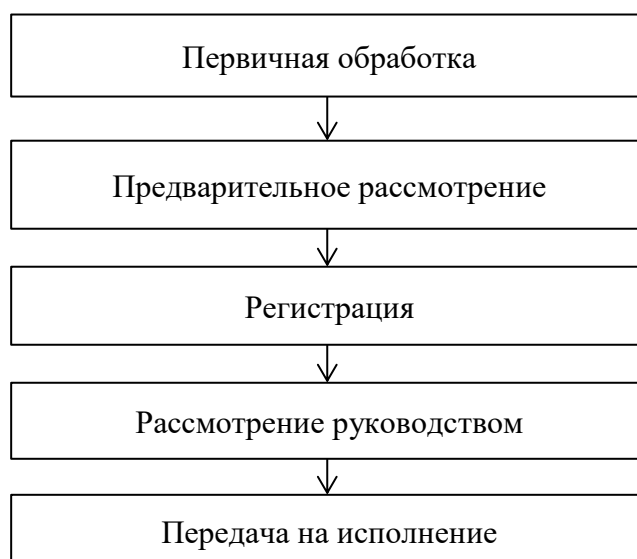 Первичная обработка
Предварительное рассмотрение
Регистрация
Рассмотрение руководством
Передача на исполнение